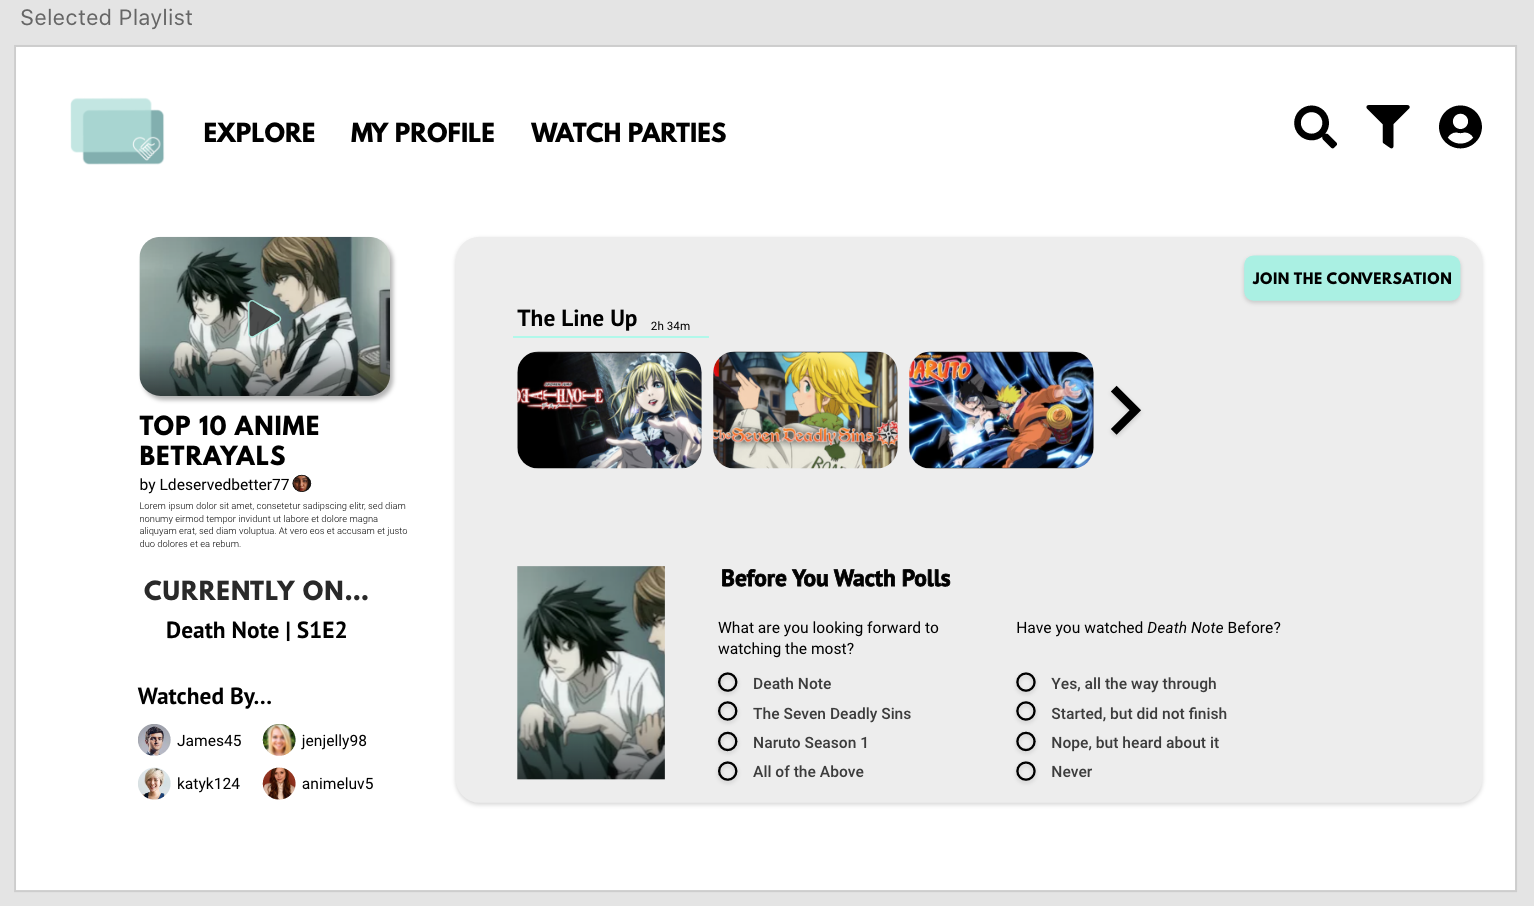 Selected Playlist
EXPLORE
MY PROFILE
WATCH PARTIES
TOP 10 ANIME
BETRAYALS
by Ldeservedbetter77
Lorem ipsum dolor sit amet, consetetur sadipscing elitr, sed diam
nonumy eirmod tempor invidunt ut labore et dolore magna
aliquyam erat, sed diam voluptua. At vero eos et accusam et justo
duo dolores et ea rebum.
CURRENTLY ON...
Death Note | S1E2
Watched By...
James45
jenjelly98
katyk124
animeluv5
JOIN THE CONVERSATION
The Line Up
2h 34m
The Seven Deadly Sins
NARUTO
Before You Wacth Polls
What are you looking forward to
watching the most?
Death Note
The Seven Deadly Sins
Naruto Season 1
All of the Above
Have you watched Death Note Before?
Yes, all the way through
Started, but did not finish
Nope, but heard about it
Never